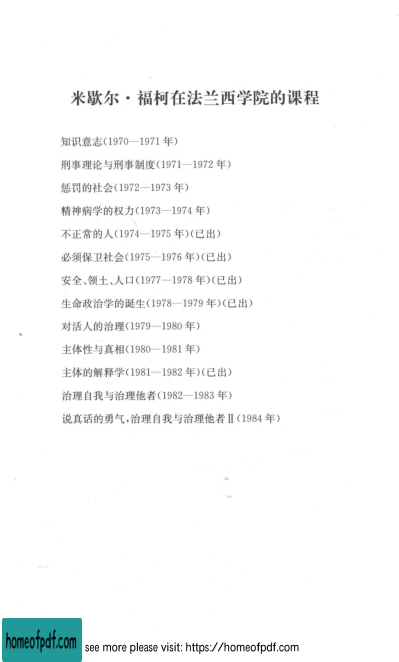 米歇尔·福柯在法兰西学院的课程
知识意志(1970—1971 年)
刑事理论与刑事制度(1971—1972 年)
惩罚的社会(1972—1973 年)
精神病学的权力(1973—1974 年)
不正常的人(1974—1975 年)(已出)
必须保卫社会(1975—1976 年)(已出)
安全、领土、人口(1977—1978 年)(已出)
生命政治学的诞生(1978—1979 年)(已出)
对活人的治理(1979—1980 年)
主体性与真相(1980—1981 年)
主体的解释学(1981—1982 年)(已出)
治理自我与治理他者(1982—1983 年)
说真话的勇气,治理自我与治理他者Ⅱ(1984 年)
homeofpdf.com
see more please visit: https://homeofpdf.com